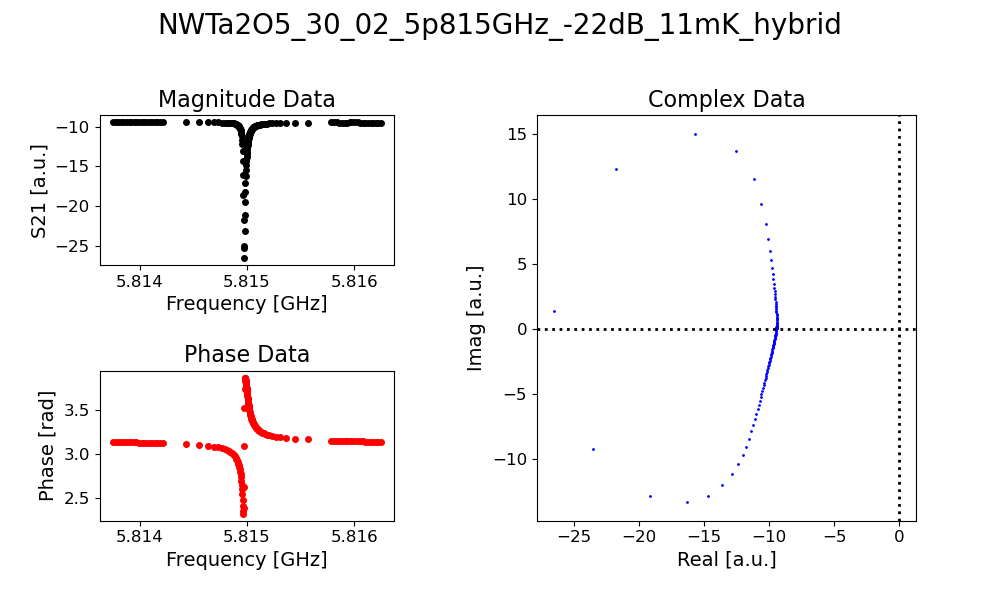 NWTa2O5_30_02_5p815GHz_-22dB_11mK_hybrid
Magnitude Data
S21 [a.u.]
−10
−15
−20
−25
5.814 5.815 5.816
Frequency [GHz]
Phase Data
Phase [rad]
3.5
3.0
2.5
5.814 5.815 5.816
Frequency [GHz]
Complex Data
Imag [a.u.]
15
10
5
0
−5
−10
−25 −20 −15 −10 −5 0
Real [a.u.]